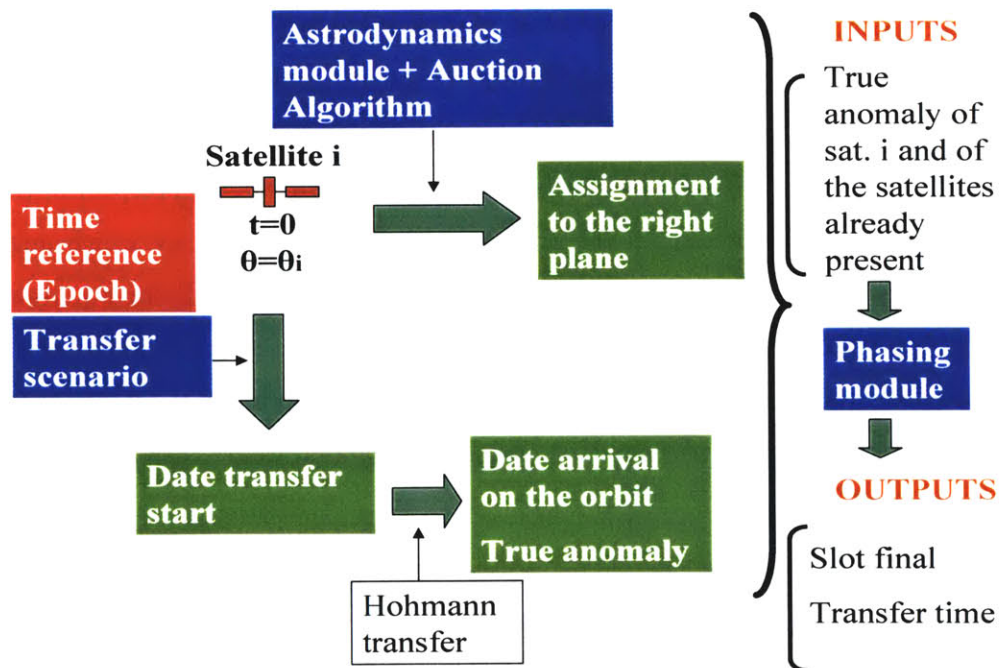 Astrodynamics
module + Auction
Algorithm
Satellite i
t=0
θ=θi
Time
reference
(Epoch)
Transfer
scenario
Assignment
to the right
plane
Date transfer
start
Date arrival
on the orbit
True anomaly
Hohmann
transfer
INPUTS
True
anomaly of
sat. i and of
the satellites
already
present
Phasing
module
OUTPUTS
Slot final
Transfer time